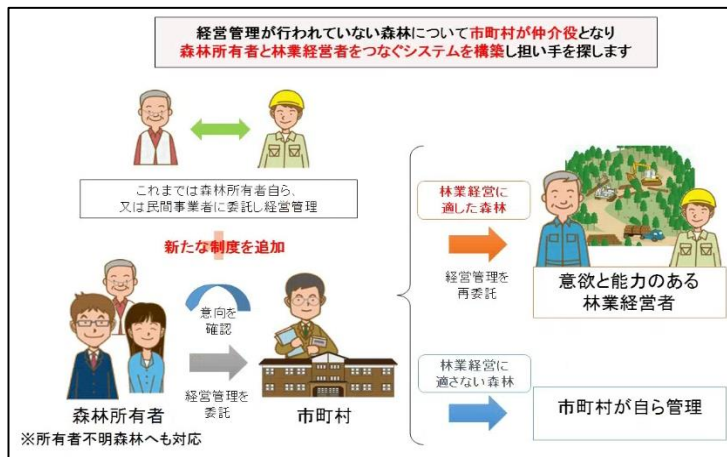 経営管理が行われていない森林について市町村が仲介役となり
森林所有者と林業経営者をつなぐシステムを構築し担い手を探します
これまでは森林所有者自ら、
又は民間事業者に委託し経営管理
新たな制度を追加
意向を
確認
経営管理を
委託
森林所有者
※所有者不明森林へも対応
市町村
林業経営に
適した森林
経営管理を
再委託
意欲と能力のある
林業経営者
林業経営に
適さない森林
市町村が自ら管理